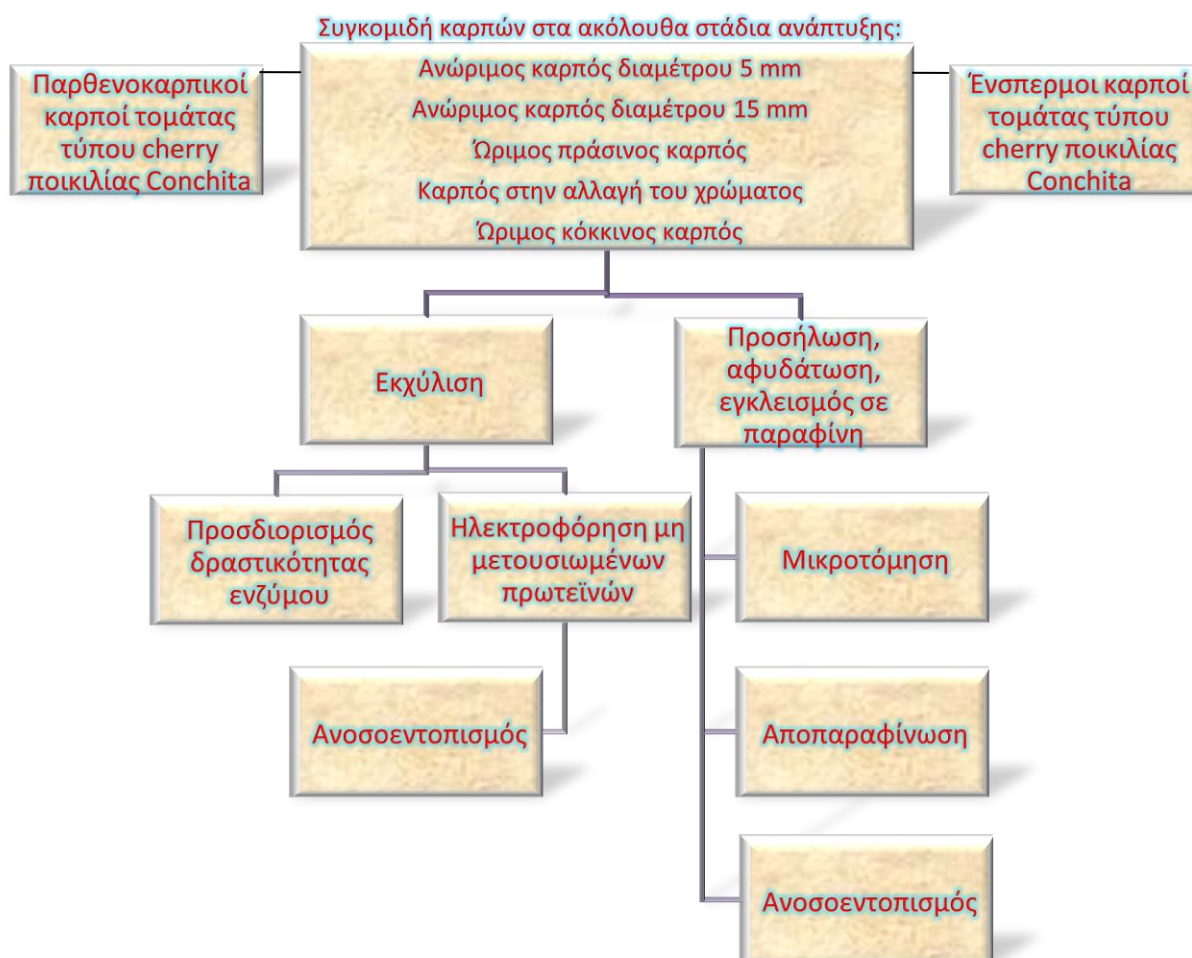 Συγκομιδή καρπών στα ακόλουθα στάδια ανάπτυξης:
Ανώριμος καρπός διαμέτρου 5 mm
Ανώριμος καρπός διαμέτρου 15 mm
Ώριμος πράσινος καρπός
Καρπός στην αλλαγή του χρώματος
Ώριμος κόκκινος καρπός
Παρθενοκαρπικοί
καρποί τομάτας
τύπου cherry
ποικιλίας Conchita
Ένσπερμοι καρποί
τομάτας τύπου
cherry ποικιλίας
Conchita
Εκχύλιση
Προσήλωση,
αφυδάτωση,
εγκλεισμός σε
παραφίνη
Προσδιορισμός
δραστικότητας
ενζύμου
Ηλεκτροφόρηση μη
μετουσιωμένων
πρωτεϊνών
Μικροτόμηση
Ανοσοεντοπισμός
Αποπαραφίνωση
Ανοσοεντοπισμός